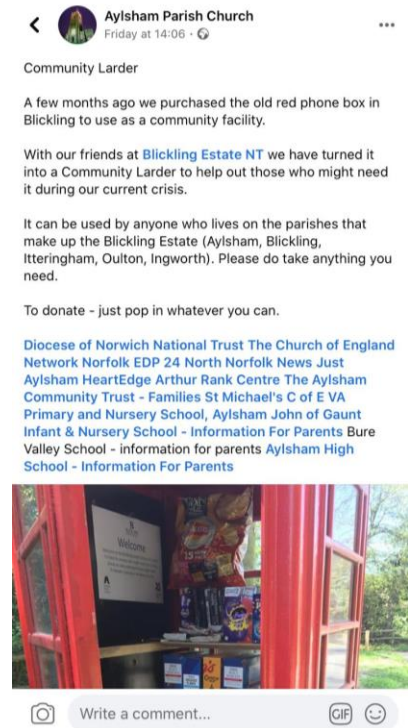 Aylsham Parish Church
Friday at 14:06 ·
Community Larder
A few months ago we purchased the old red phone box in
Blickling to use as a community facility.
With our friends at Blickling Estate NT we have turned it
into a Community Larder to help out those who might need
it during our current crisis.
It can be used by anyone who lives on the parishes that
make up the Blickling Estate (Aylsham, Blickling,
Itteringham, Oulton, Ingworth). Please do take anything you
need.
To donate - just pop in whatever you can.
Diocese of Norwich National Trust The Church of England
Network Norfolk EDP 24 North Norfolk News Just
Aylsham HeartEdge Arthur Rank Centre The Aylsham
Community Trust - Families St Michael's C of E VA
Primary and Nursery School, Aylsham John of Gaunt
Infant & Nursery School - Information For Parents Bure
Valley School - information for parents Aylsham High
School - Information For Parents
Welcome
15
Write a comment...
GIF